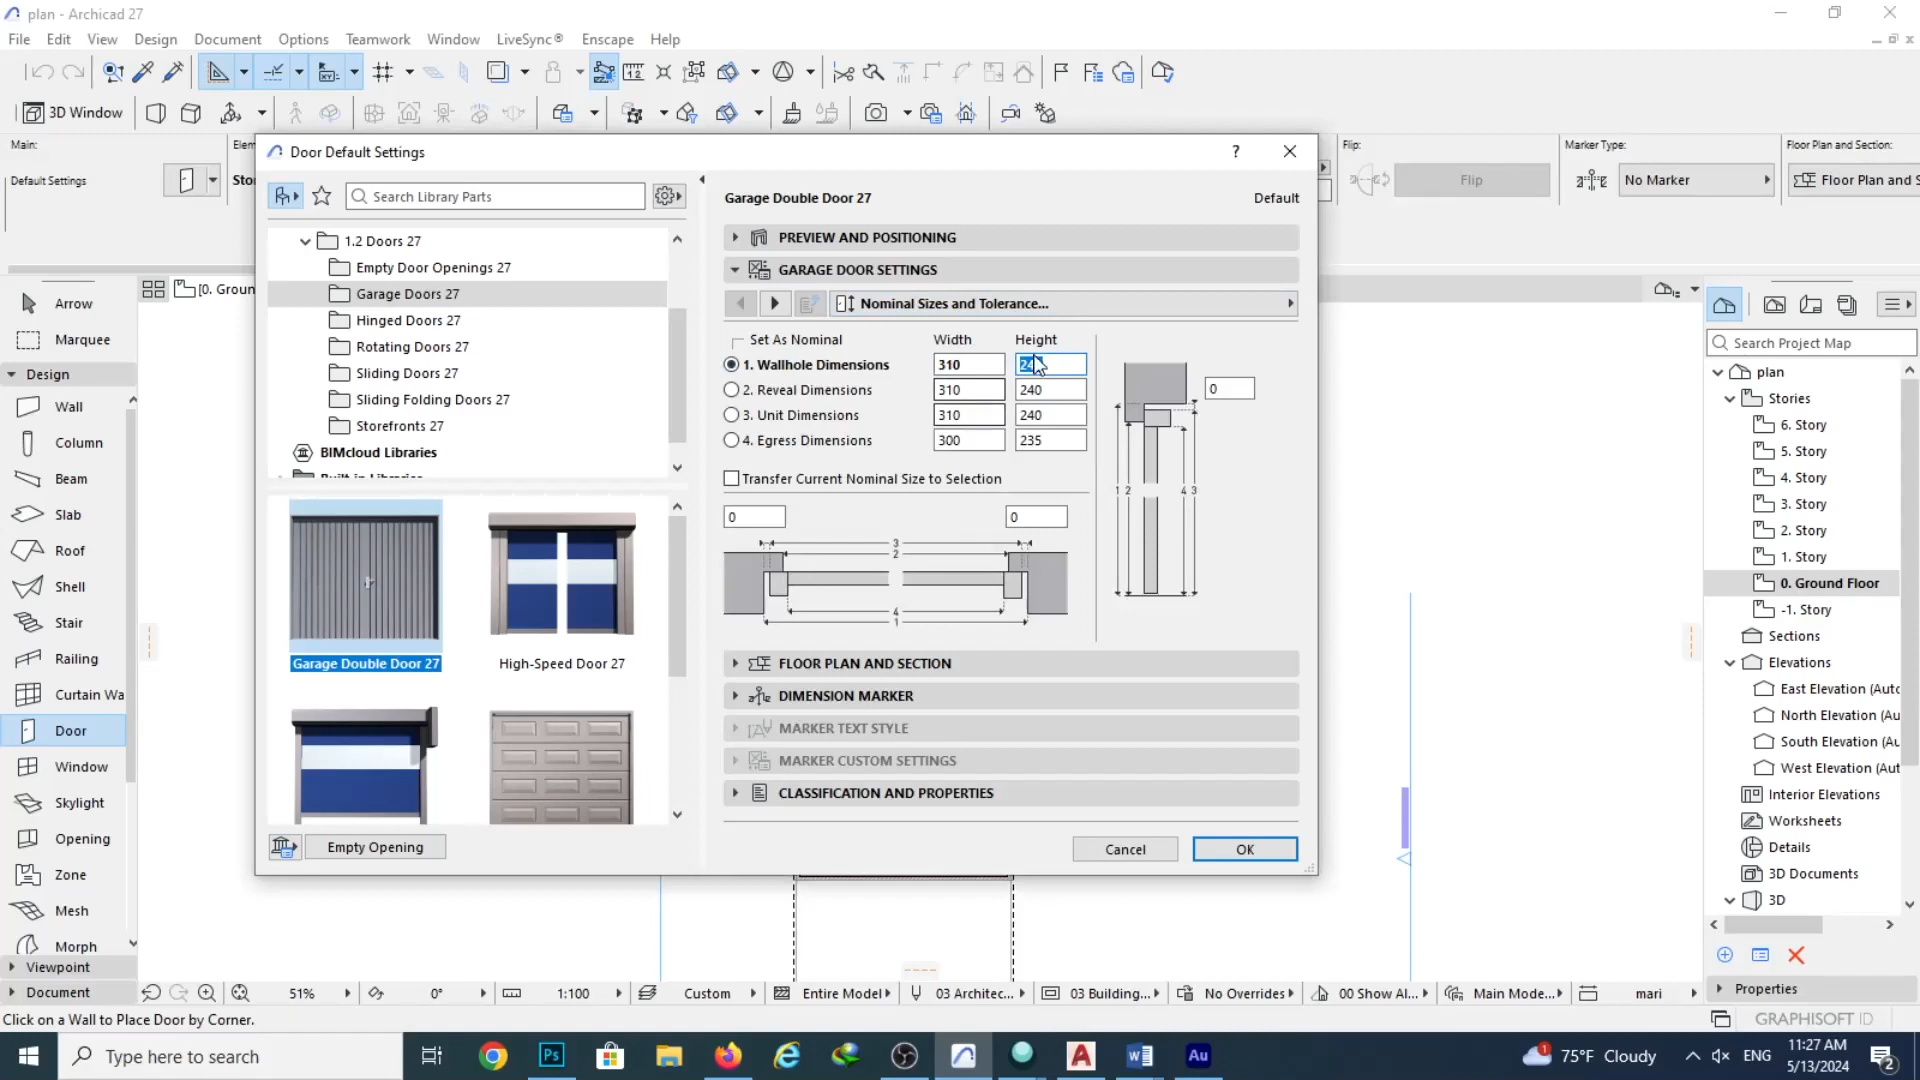 plan - Archicad 27
File Edit View Design Document Options Teamwork Window LiveSync® Enscape Help
3D Window
Main:
Default Settings
Flip:
Flip
Marker Type:
No Marker
Floor Plan and Section:
Floor Plan and S
Door Default Settings
?
Search Library Parts
1.2 Doors 27
Empty Door Openings 27
Garage Doors 27
Hinged Doors 27
Rotating Doors 27
Sliding Doors 27
Sliding Folding Doors 27
Storefronts 27
BIMcloud Libraries
Garage Double Door 27
High-Speed Door 27
Empty Opening
Garage Double Door 27
Default
PREVIEW AND POSITIONING
GARAGE DOOR SETTINGS
Nominal Sizes and Tolerance...
Set As Nominal Width Height
1. Wallhole Dimensions 310
2. Reveal Dimensions 310 240
3. Unit Dimensions 310 240
4. Egress Dimensions 300 235
Transfer Current Nominal Size to Selection
0
0 0
3
2
4
1
1 2 4 3
FLOOR PLAN AND SECTION
DIMENSION MARKER
MARKER TEXT STYLE
MARKER CUSTOM SETTINGS
CLASSIFICATION AND PROPERTIES
Cancel OK
[0. Groun
Arrow
Marquee
Design
Wall
Column
Beam
Slab
Roof
Shell
Stair
Railing
Curtain Wa
Door
Window
Skylight
Opening
Zone
Mesh
Morph
Viewpoint
Document
Search Project Map
plan
Stories
6. Story
5. Story
4. Story
3. Story
2. Story
1. Story
0. Ground Floor
-1. Story
Sections
Elevations
East Elevation (Autc
North Elevation (Au
South Elevation (Au
West Elevation (Aut
Interior Elevations
Worksheets
Details
3D Documents
3D
Properties
51% 0° 1:100 Custom Entire Model 03 Architec... 03 Building... No Overrides 00 Show Al... Main Mode... mari
Click on a Wall to Place Door by Corner.
GRAPHISOFT ID
Type here to search
75°F Cloudy
ENG
11:27 AM
5/13/2024
2